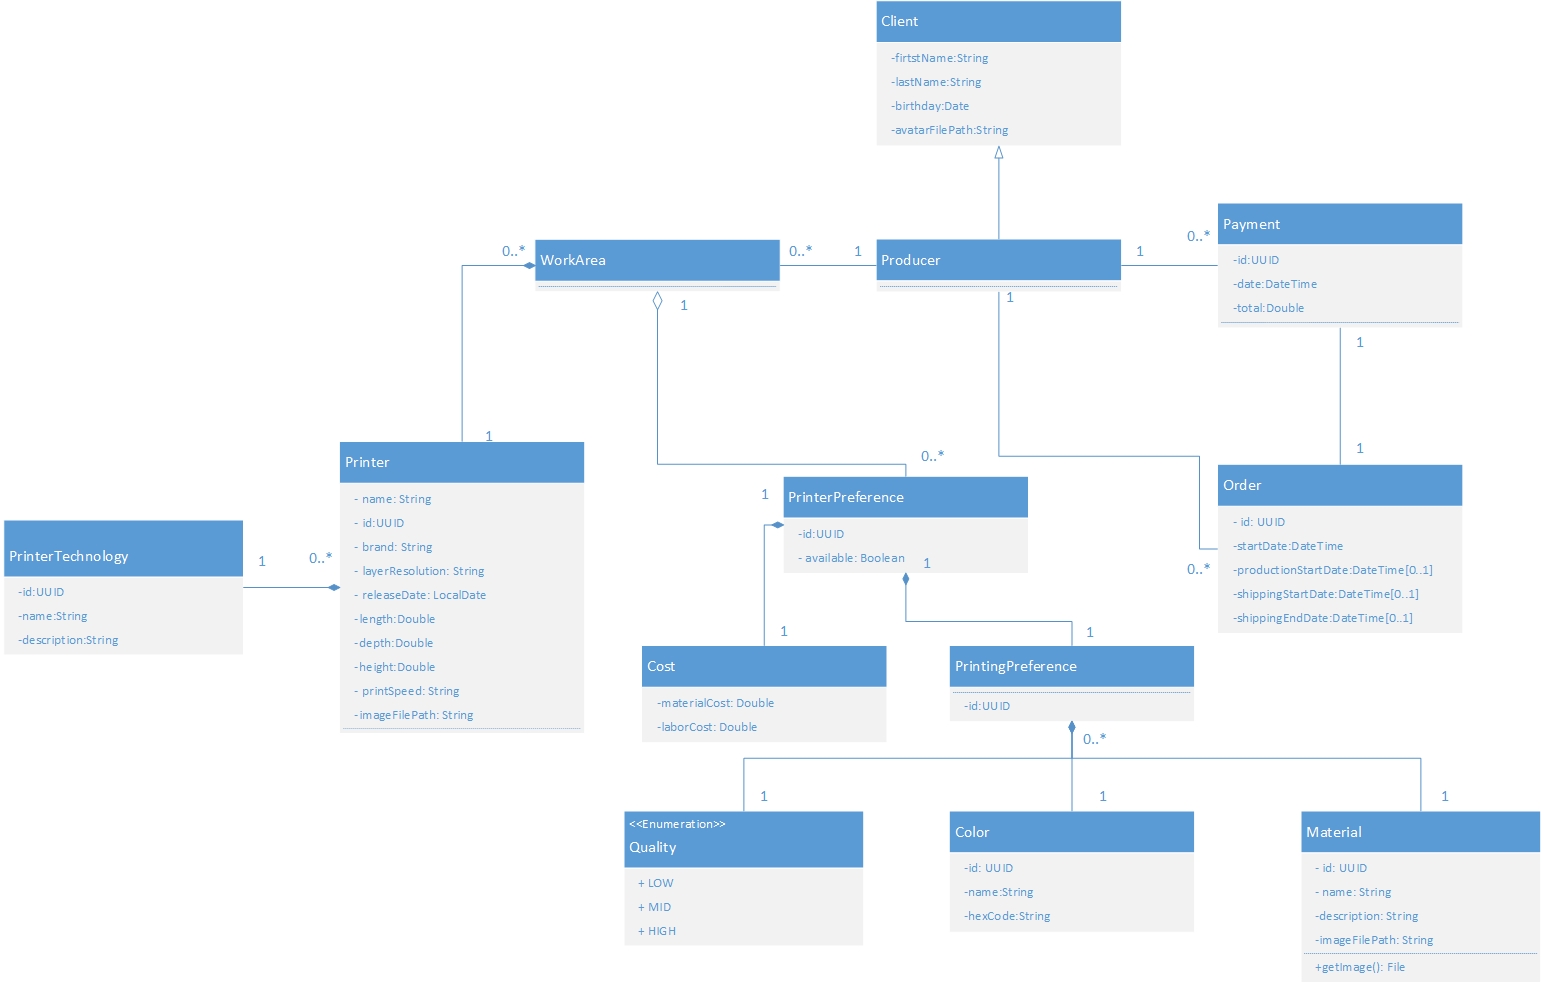 Client
-firtstName:String
-lastName:String
-birthday:Date
-avatarFilePath:String
0..*
WorkArea
0..*
1
Producer
1
0..*
Payment
-id:UUID
-date:DateTime
-total:Double
1
1
1
1
0..*
1
Printer
- name: String
- id:UUID
- brand: String
- layerResolution: String
- releaseDate: LocalDate
-length:Double
-depth:Double
-height:Double
- printSpeed: String
-imageFilePath: String
1
PrinterPreference
-id:UUID
- available: Boolean
1
Order
- id: UUID
-startDate:DateTime
-productionStartDate:DateTime[0..1]
-shippingStartDate:DateTime[0..1]
-shippingEndDate:DateTime[0..1]
0..*
PrinterTechnology
-id:UUID
-name:String
-description:String
1
0..*
1
Cost
-materialCost: Double
-laborCost: Double
1
PrintingPreference
-id:UUID
0..*
1
1
1
<<Enumeration>>
Quality
+ LOW
+ MID
+ HIGH
Color
-id: UUID
-name:String
-hexCode:String
Material
- id: UUID
- name: String
-description: String
-imageFilePath: String
+getImage(): File